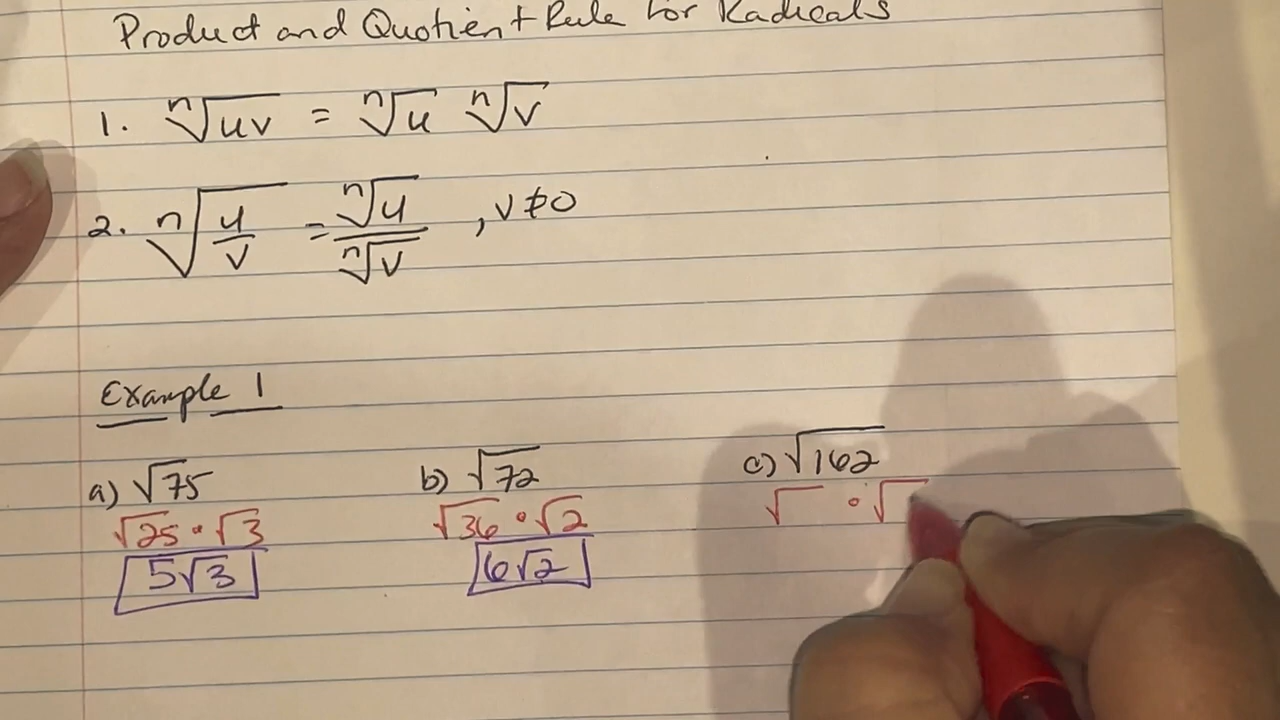 Product and Quotient Rule for Radicals
1. ⁿ√uv = ⁿ√u ⁿ√v
2. ⁿ√(u/v) = ⁿ√u / ⁿ√v , v ≠ 0
Example 1
a) √75 b) √72 c) √162
√25 · √3 √36 · √2 √ · √
5√3 6√2